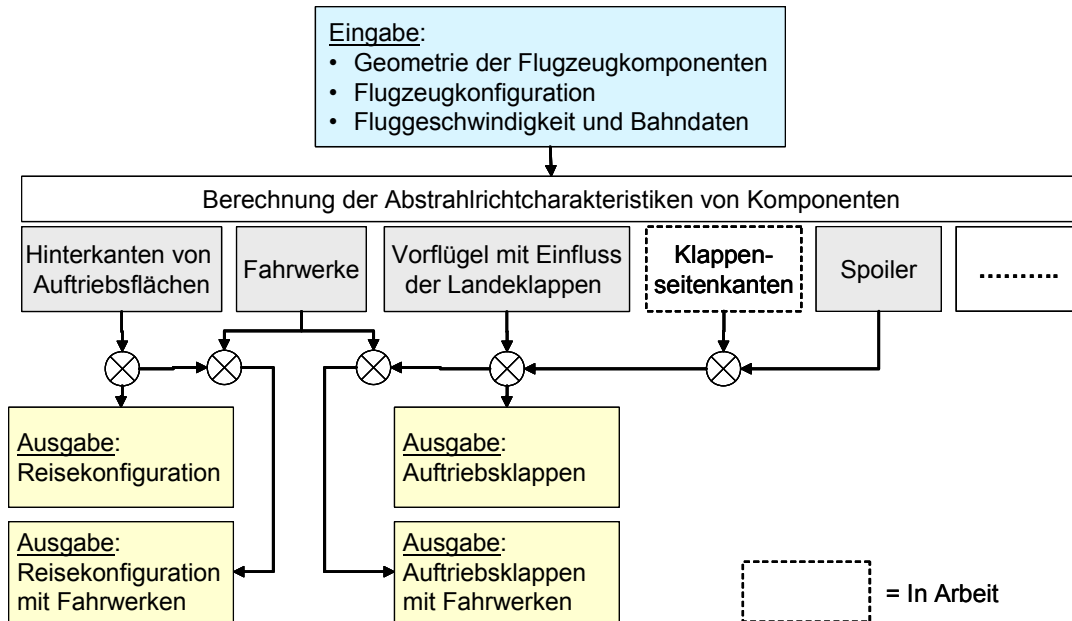 Eingabe:
• Geometrie der Flugzeugkomponenten
• Flugzeugkonfiguration
• Fluggeschwindigkeit und Bahndaten
Berechnung der Abstrahlrichtcharakteristiken von Komponenten
Hinterkanten von
Auftriebsflächen
Fahrwerke
Vorflügel mit Einfluss
der Landeklappen
Klappen-
seitenkanten
Spoiler
...........
Ausgabe:
Reisekonfiguration
Ausgabe:
Auftriebsklappen
Ausgabe:
Reisekonfiguration
mit Fahrwerken
Ausgabe:
Auftriebsklappen
mit Fahrwerken
= In Arbeit